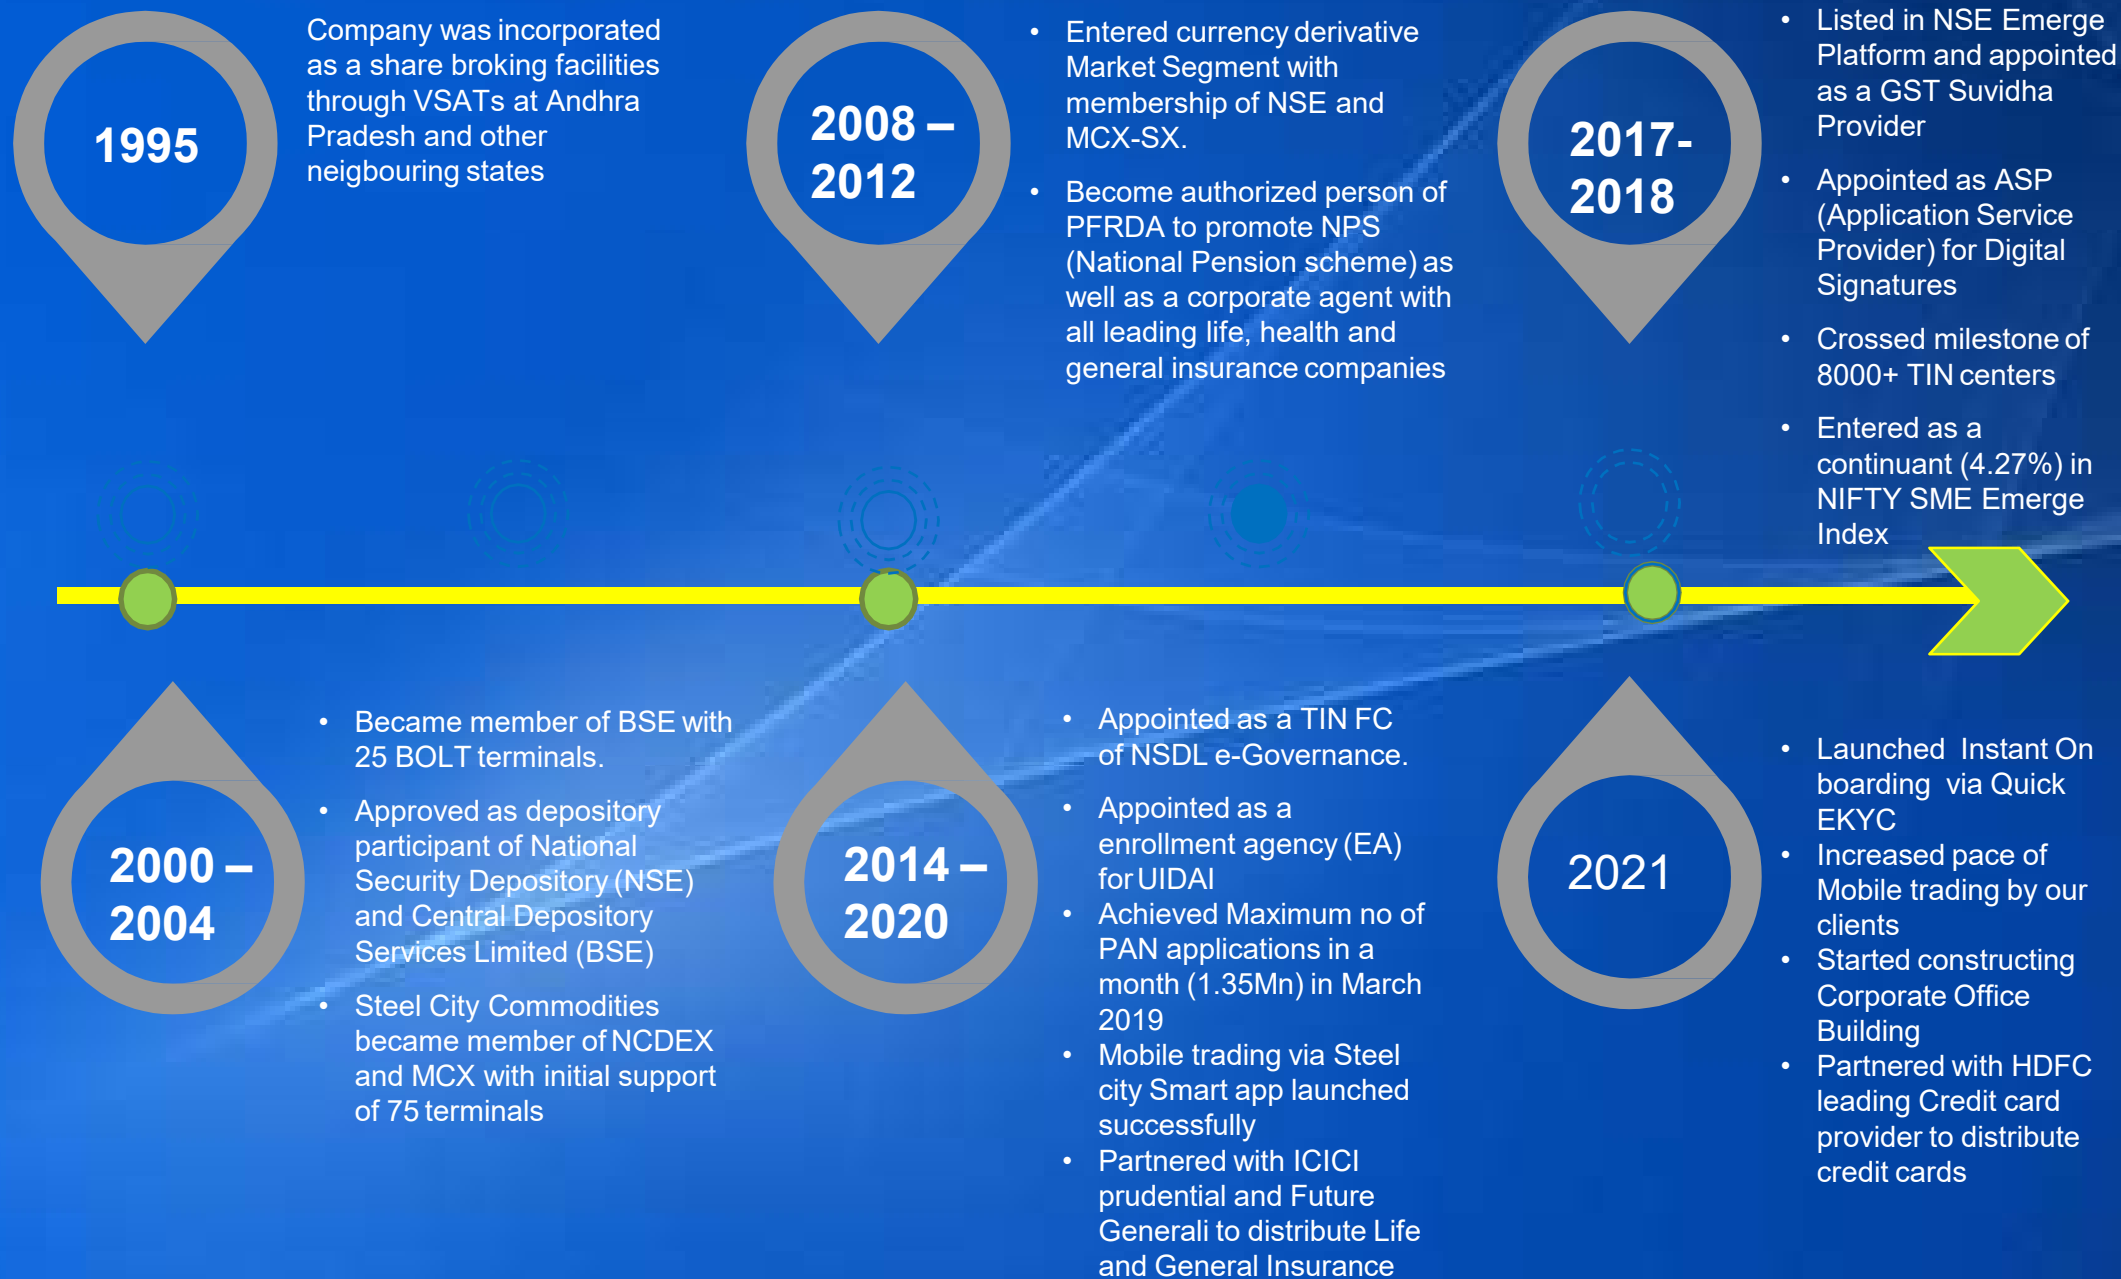 1995
Company was incorporated
as a share broking facilities
through VSATs at Andhra
Pradesh and other
neigbouring states
2008 –
2012
• Entered currency derivative
Market Segment with
membership of NSE and
MCX-SX.
• Become authorized person of
PFRDA to promote NPS
(National Pension scheme) as
well as a corporate agent with
all leading life, health and
general insurance companies
2017-
2018
• Listed in NSE Emerge
Platform and appointed
as a GST Suvidha
Provider
• Appointed as ASP
(Application Service
Provider) for Digital
Signatures
• Crossed milestone of
8000+ TIN centers
• Entered as a
continuant (4.27%) in
NIFTY SME Emerge
Index
2000 –
2004
• Became member of BSE with
25 BOLT terminals.
• Approved as depository
participant of National
Security Depository (NSE)
and Central Depository
Services Limited (BSE)
• Steel City Commodities
became member of NCDEX
and MCX with initial support
of 75 terminals
2014 –
2020
• Appointed as a TIN FC
of NSDL e-Governance.
• Appointed as a
enrollment agency (EA)
for UIDAI
• Achieved Maximum no of
PAN applications in a
month (1.35Mn) in March
2019
• Mobile trading via Steel
city Smart app launched
successfully
• Partnered with ICICI
prudential and Future
Generali to distribute Life
and General Insurance
2021
• Launched Instant On
boarding via Quick
EKYC
• Increased pace of
Mobile trading by our
clients
• Started constructing
Corporate Office
Building
• Partnered with HDFC
leading Credit card
provider to distribute
credit cards